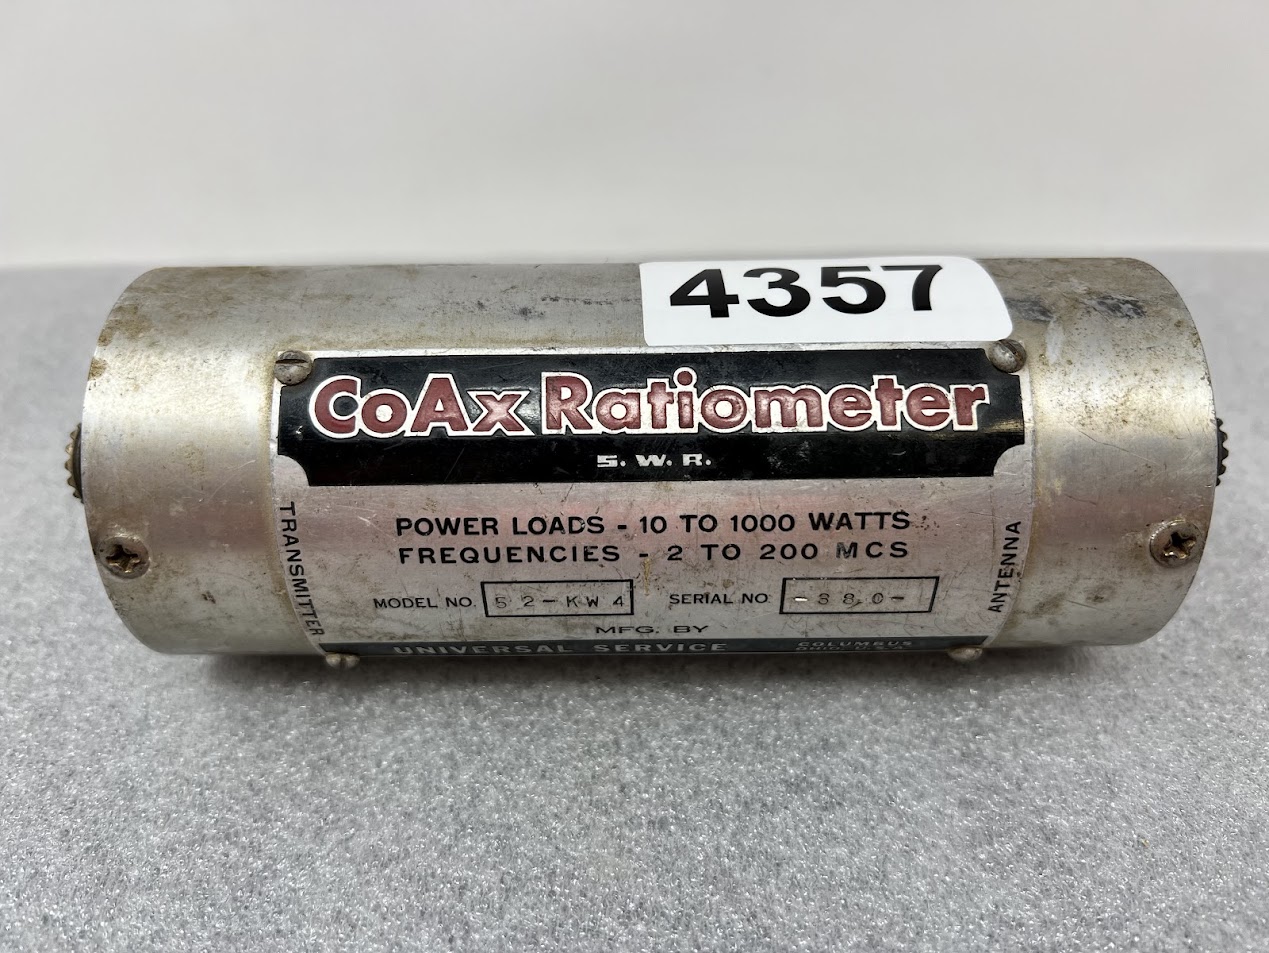 4357
CoAx Ratiometer
S.W.R.
POWER LOADS - 10 TO 1000 WATTS
FREQUENCIES - 2 TO 200 MCS
TRANSMITTER
ANTENNA
MODEL NO. 52-KW4 SERIAL NO -880-
MFG. BY
UNIVERSAL SERVICE COLUMBUS